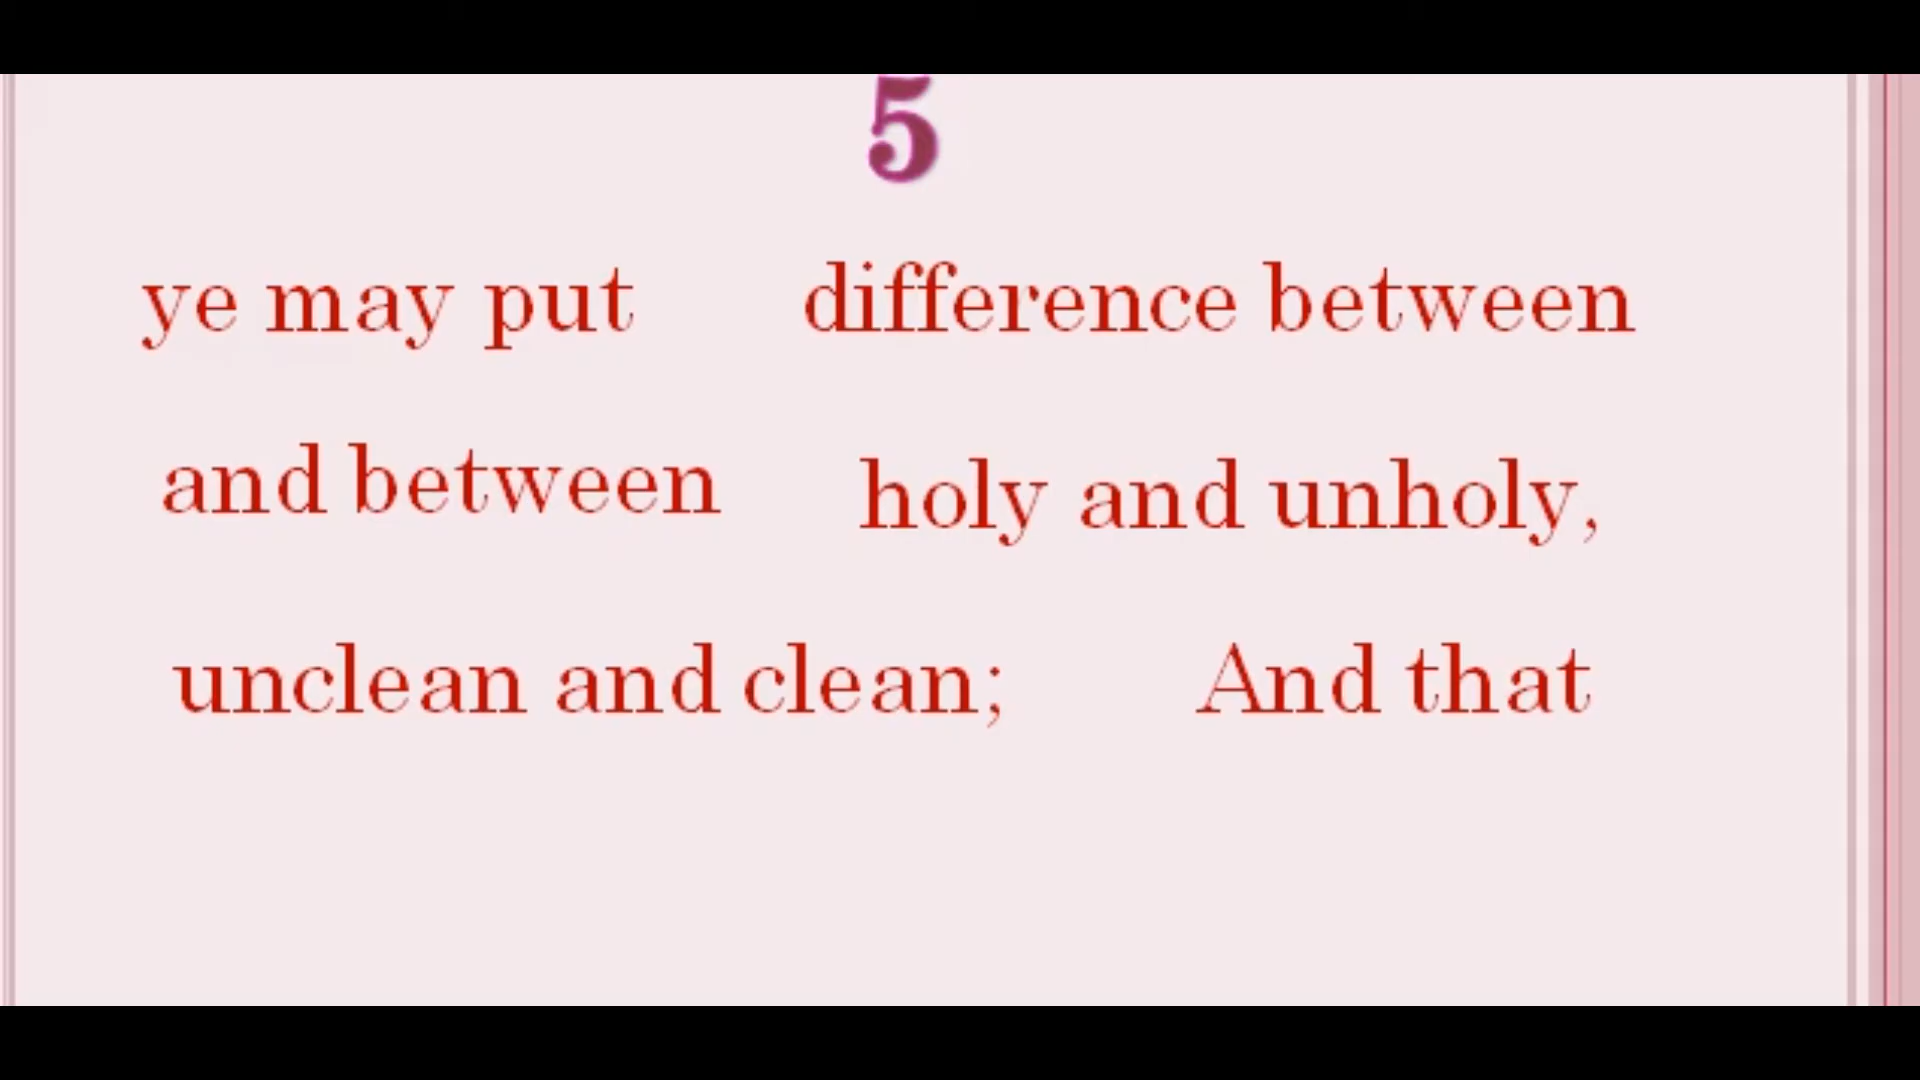 5
ye may put difference between
and between holy and unholy,
unclean and clean; And that